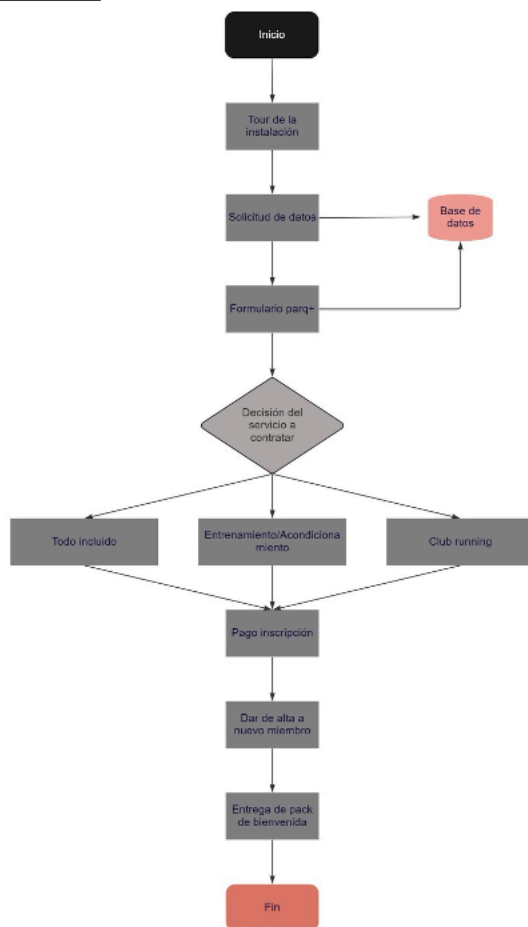 Inicio
Tour de la
instalación
Solicitud de datos
Base de
datos
Formulario parq+
Decisión del
servicio a
contratar
Todo incluido
Entrenamiento/Acondiciona
miento
Club running
Pago inscripción
Dar de alta a
nuevo miembro
Entrega de pack
de bienvenida
Fin